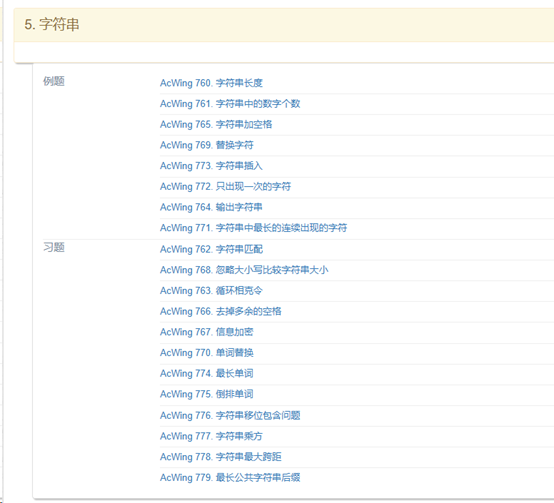 5. 字符串
例题
AcWing 760. 字符串长度
AcWing 761. 字符串中的数字个数
AcWing 765. 字符串加空格
AcWing 769. 替换字符
AcWing 773. 字符串插入
AcWing 772. 只出现一次的字符
AcWing 764. 输出字符串
AcWing 771. 字符串中最长的连续出现的字符
习题
AcWing 762. 字符串匹配
AcWing 768. 忽略大小写比较字符串大小
AcWing 763. 循环相克令
AcWing 766. 去掉多余的空格
AcWing 767. 信息加密
AcWing 770. 单词替换
AcWing 774. 最长单词
AcWing 775. 倒排单词
AcWing 776. 字符串移位包含问题
AcWing 777. 字符串乘方
AcWing 778. 字符串最大跨距
AcWing 779. 最长公共字符串后缀